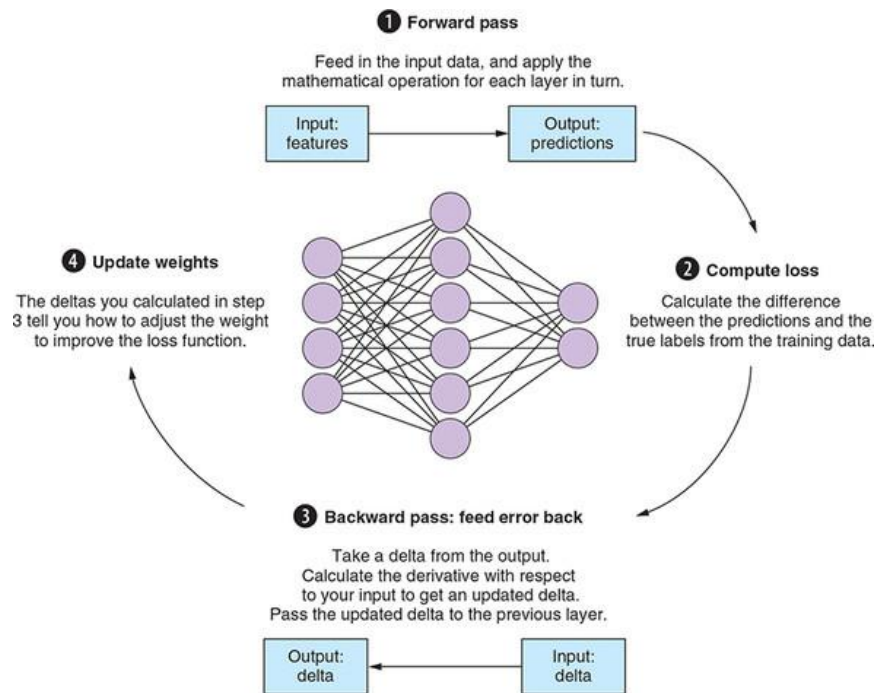 1 Forward pass
Feed in the input data, and apply the
mathematical operation for each layer in turn.
Input:
features
Output:
predictions
2 Compute loss
Calculate the difference
between the predictions and the
true labels from the training data.
3 Backward pass: feed error back
Take a delta from the output.
Calculate the derivative with respect
to your input to get an updated delta.
Pass the updated delta to the previous layer.
Output:
delta
Input:
delta
4 Update weights
The deltas you calculated in step
3 tell you how to adjust the weight
to improve the loss function.